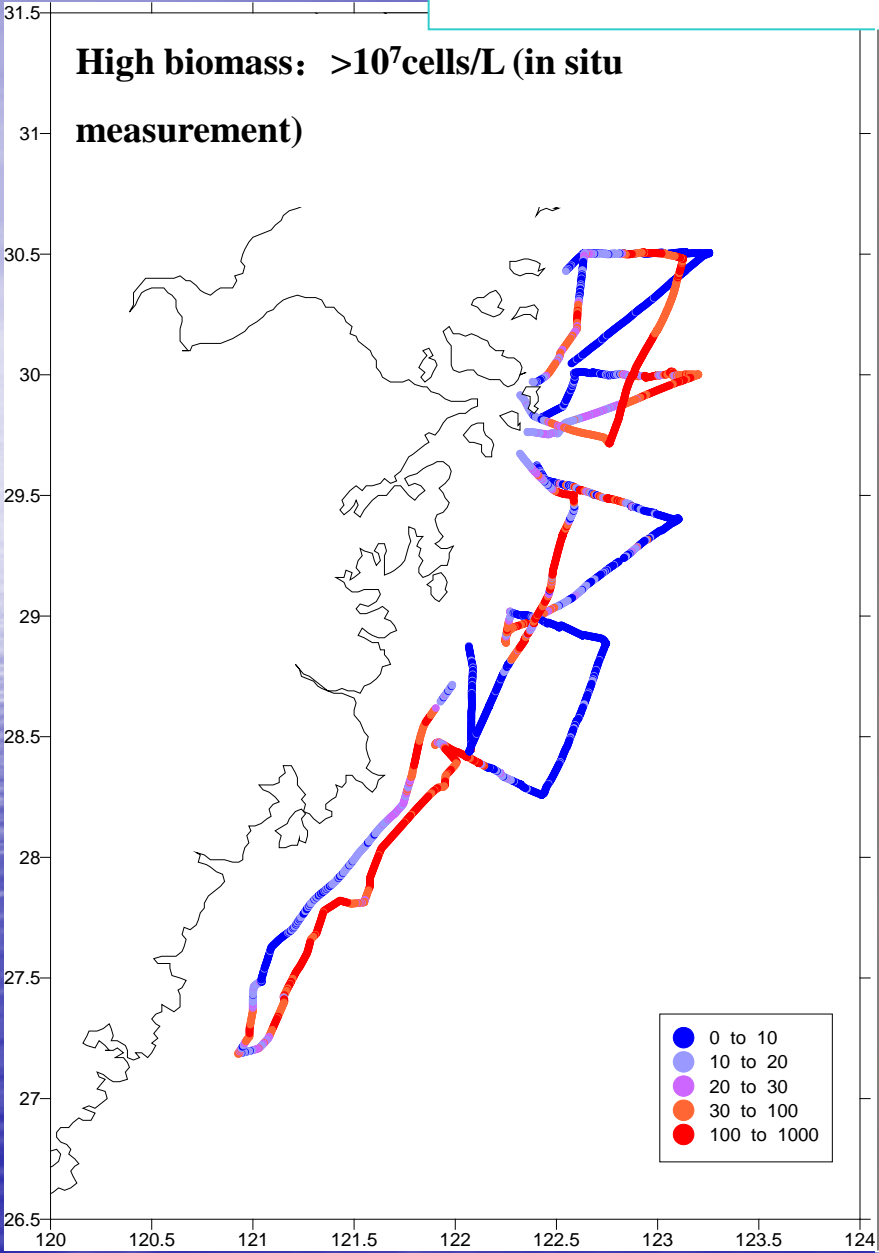 High biomass： >10⁷cells/L (in situ
measurement)
31.5
31
30.5
30
29.5
29
28.5
28
27.5
27
26.5
120 120.5 121 121.5 122 122.5 123 123.5 124
0 to 10
10 to 20
20 to 30
30 to 100
100 to 1000